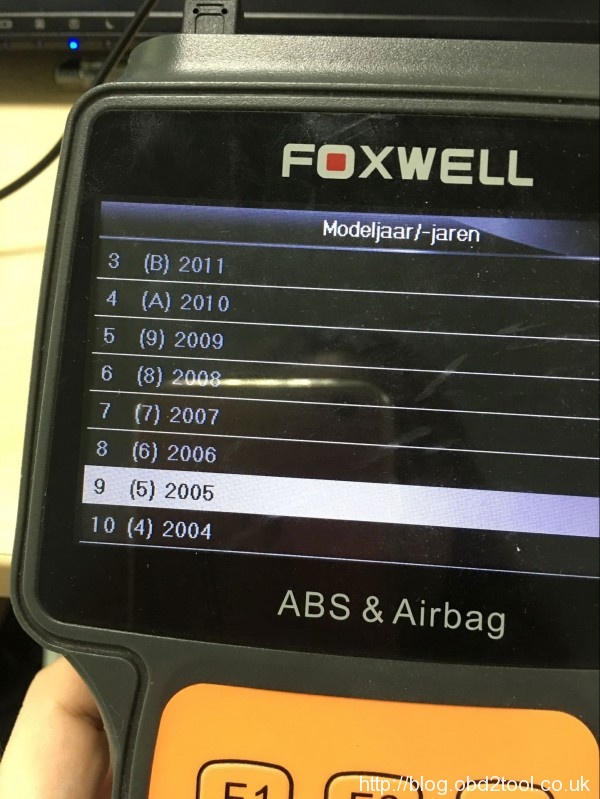 FOXWELL
Modeljaar/-jaren
3 (B) 2011
4 (A) 2010
5 (9) 2009
6 (8) 2008
7 (7) 2007
8 (6) 2006
9 (5) 2005
10 (4) 2004
ABS & Airbag
F1
http://blog.obd2tool.co.uk